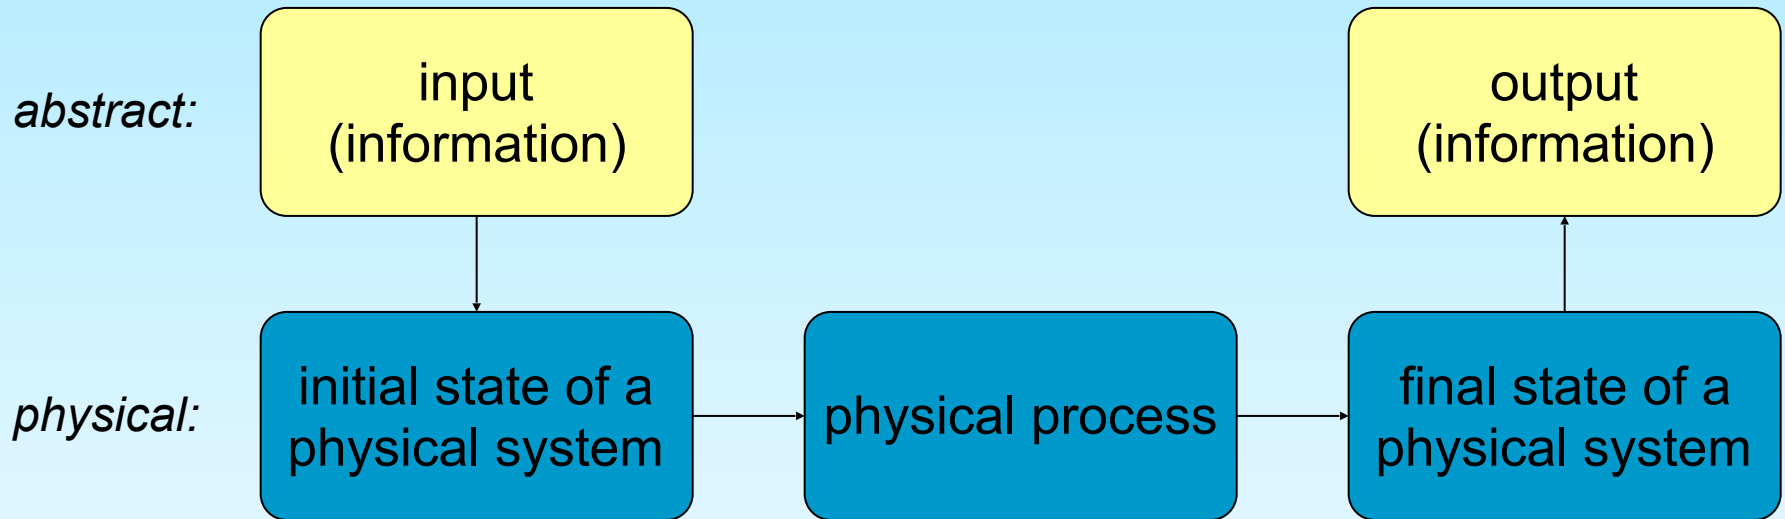 abstract:
input
(information)
output
(information)
physical:
initial state of a
physical system
physical process
final state of a
physical system